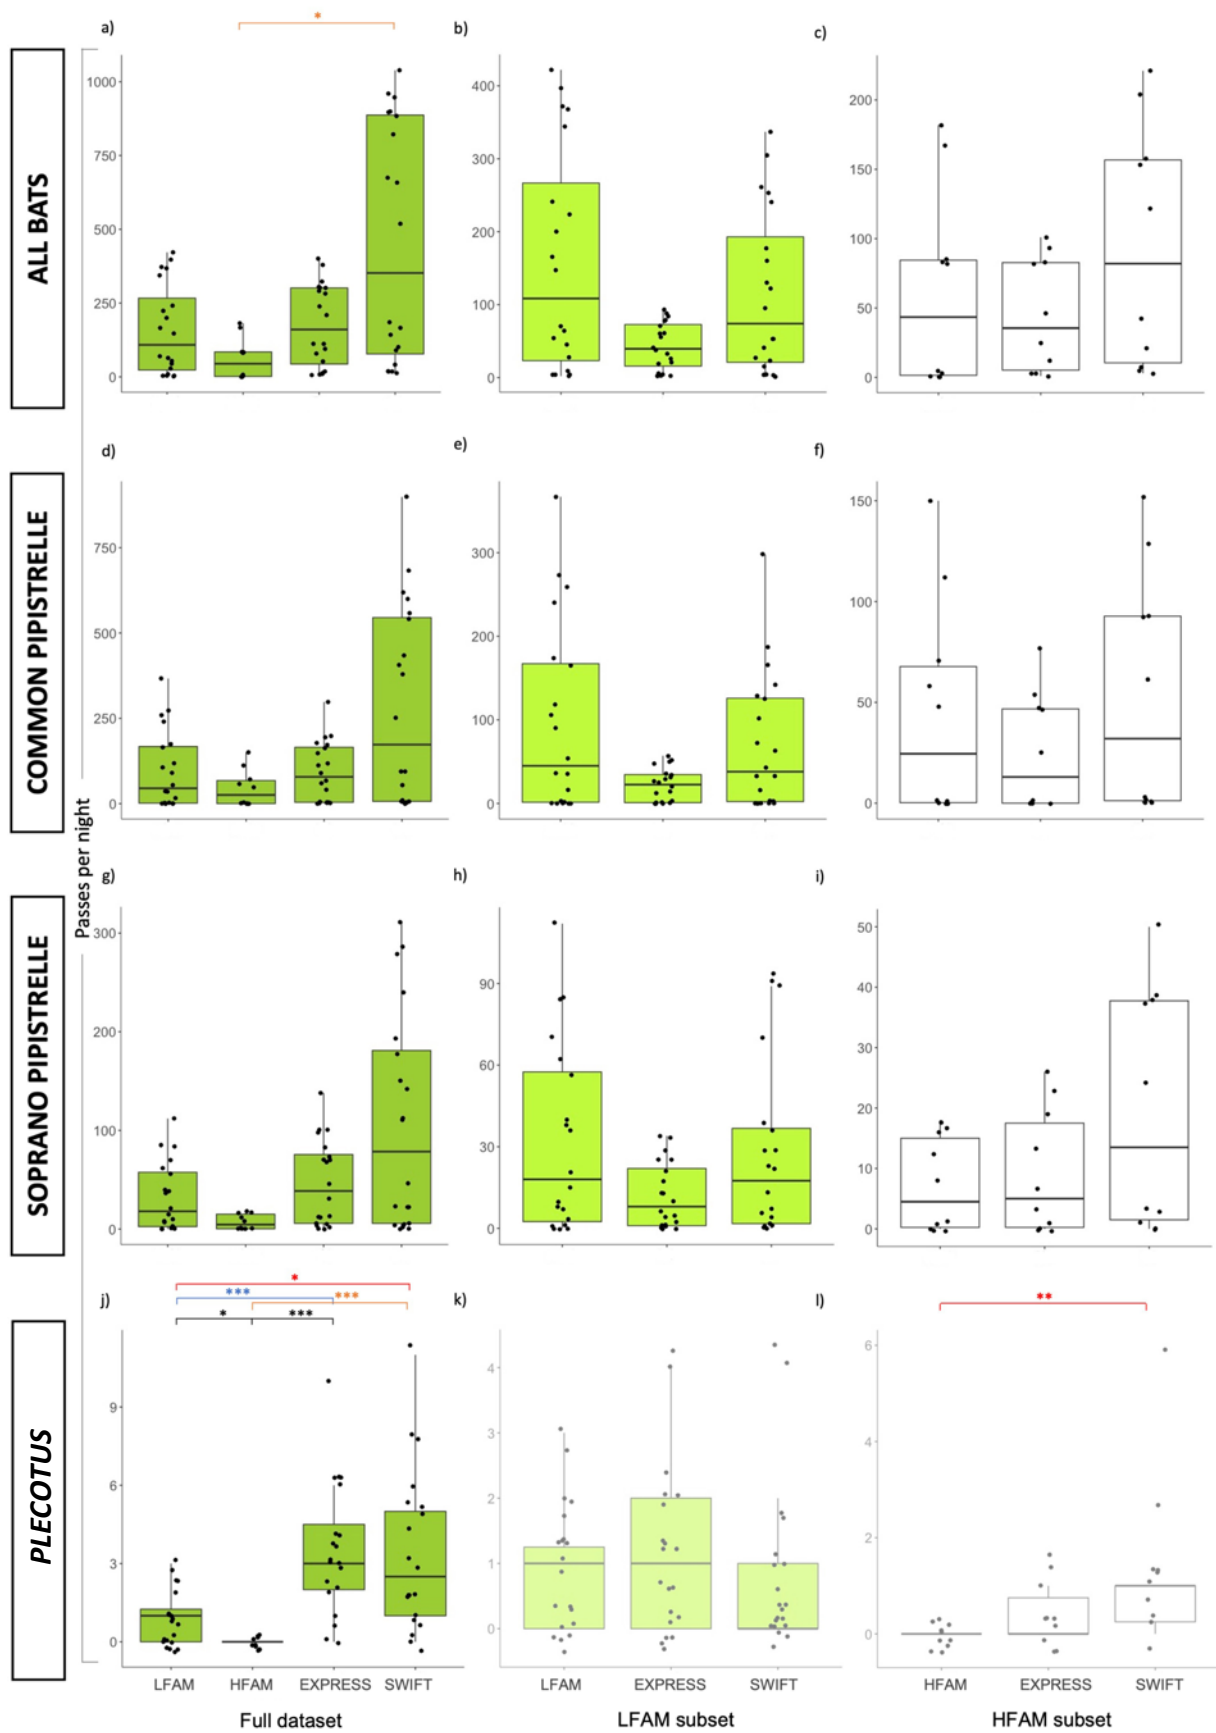 a)
*
b)
c)
ALL BATS
1000
750
500
250
0
400
300
200
100
0
200
150
100
50
0
d)
e)
f)
COMMON PIPISTRELLE
750
500
250
0
300
200
100
0
150
100
50
0
Passes per night
g)
h)
i)
SOPRANO PIPISTRELLE
300
200
100
0
90
60
30
0
50
40
30
20
10
0
j)
*
***
***
*
***
k)
l)
**
PLECOTUS
9
6
3
0
4
3
2
1
0
6
4
2
0
LFAM HFAM EXPRESS SWIFT
LFAM EXPRESS SWIFT
HFAM EXPRESS SWIFT
Full dataset
LFAM subset
HFAM subset